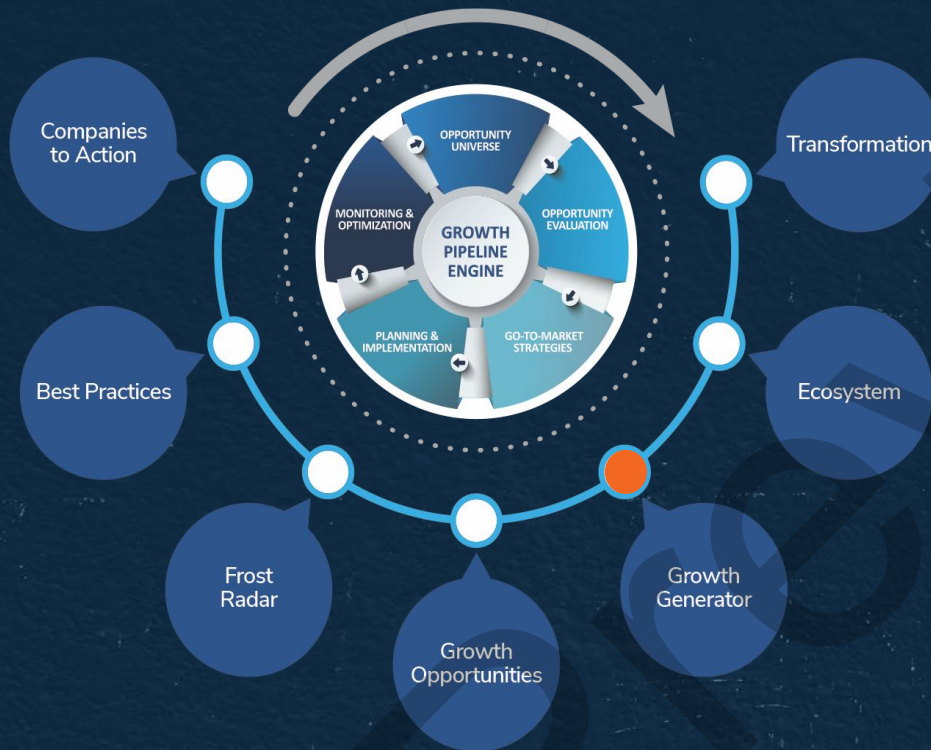 OPPORTUNITY
UNIVERSE
OPPORTUNITY
EVALUATION
GO-TO-MARKET
STRATEGIES
PLANNING &
IMPLEMENTATION
MONITORING &
OPTIMIZATION
GROWTH
PIPELINE
ENGINE
Companies
to Action
Best Practices
Frost
Radar
Growth
Opportunities
Growth
Generator
Ecosystem
Transformation